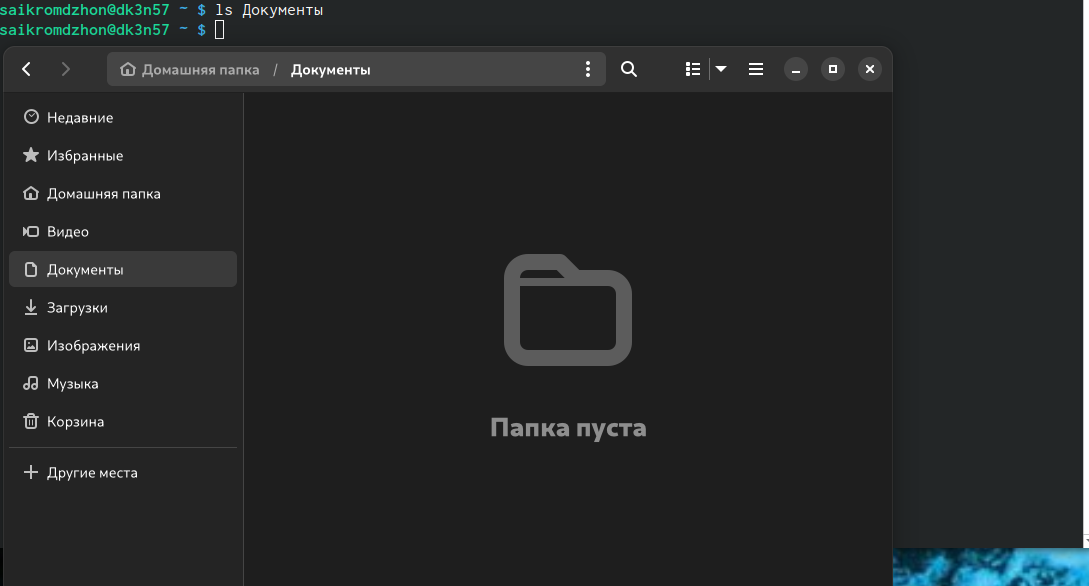 saikromdzhon@dk3n57 ~ $ ls Документы
saikromdzhon@dk3n57 ~ $
Домашняя папка / Документы
Недавние
Избранные
Домашняя папка
Видео
Документы
Загрузки
Изображения
Музыка
Корзина
Другие места
Папка пуста